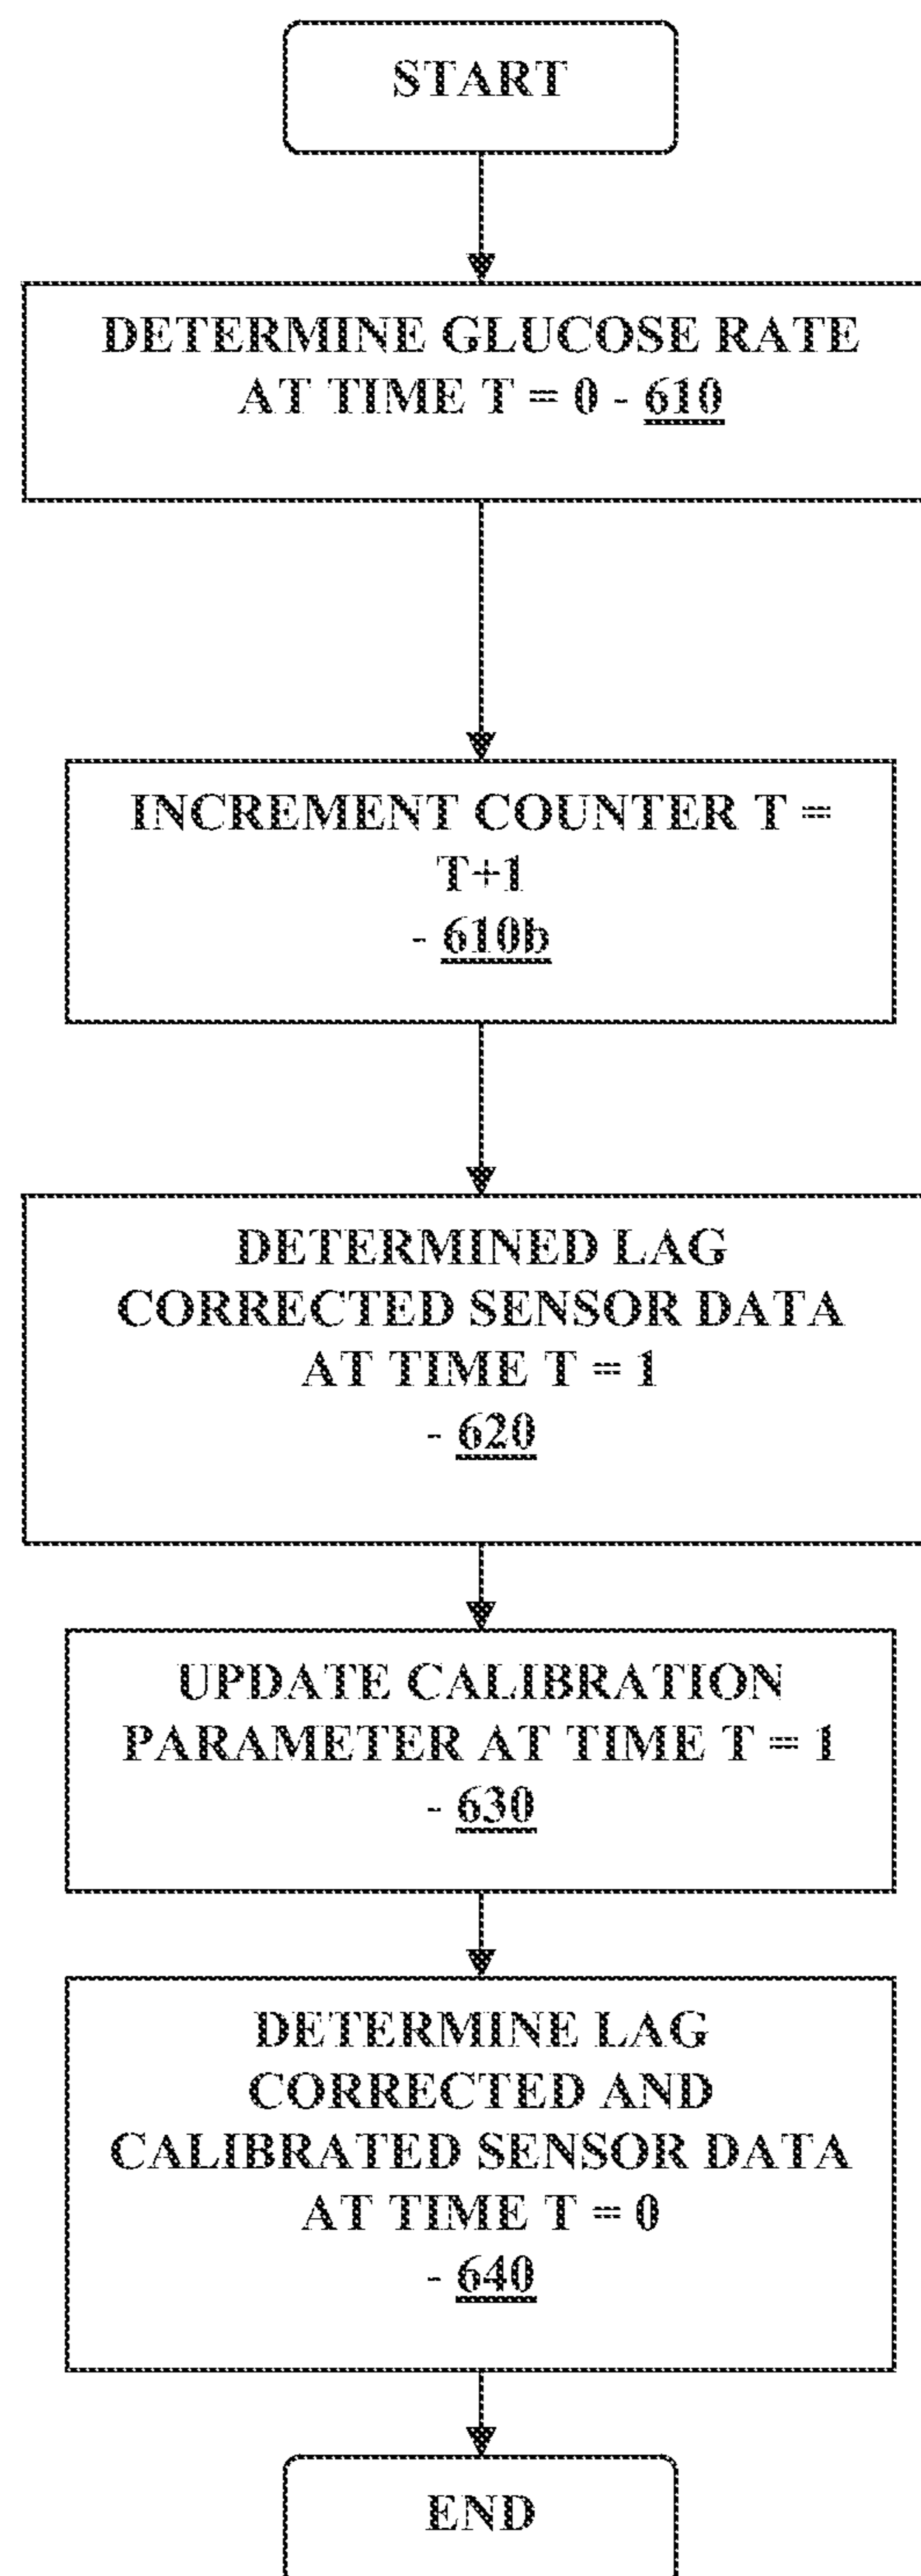 START
DETERMINE GLUCOSE RATE
AT TIME T = 0 - 610
INCREMENT COUNTER T =
T+1
- 610b
DETERMINED LAG
CORRECTED SENSOR DATA
AT TIME T = 1
- 620
UPDATE CALIBRATION
PARAMETER AT TIME T = 1
- 630
DETERMINE LAG
CORRECTED AND
CALIBRATED SENSOR DATA
AT TIME T = 0
- 640
END